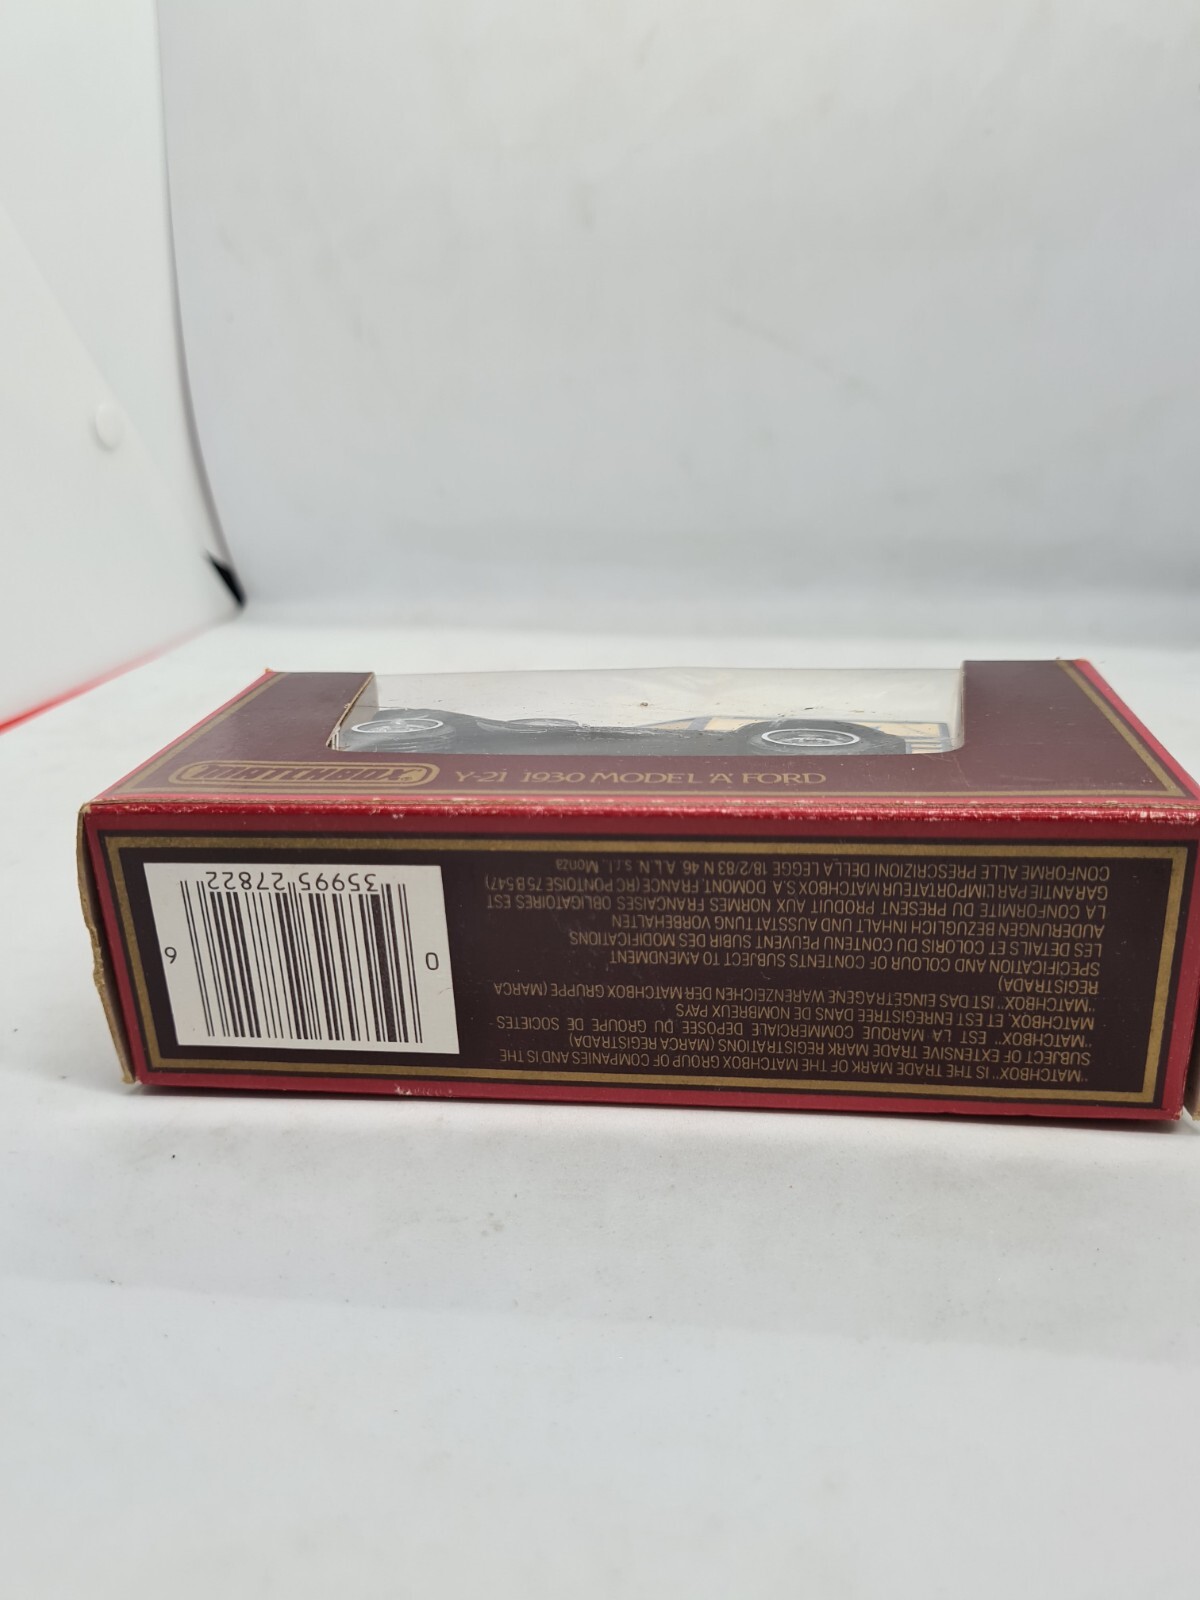 MATCHBOX Y-21 1930 MODEL 'A' FORD
"MATCHBOX" IS THE TRADE MARK OF THE MATCHBOX GROUP OF COMPANIES AND IS THE
SUBJECT OF EXTENSIVE TRADE MARK REGISTRATIONS (MARCA REGISTRADA)
"MATCHBOX" EST LA MARQUE COMMERCIALE DEPOSÉE DU GROUPE DE SOCIETES
MATCHBOX, ET EST ENREGISTRÉE DANS DE NOMBREUX PAYS
"MATCHBOX" IST DAS EINGETRAGENE WARENZEICHEN DER MATCHBOX GRUPPE (MARCA
REGISTRADA)
SPECIFICATION AND COLOUR OF CONTENTS SUBJECT TO AMENDMENT
LES DETAILS ET COLORIS DU CONTENU PEUVENT SUBIR DES MODIFICATIONS
AUDERUNGEN BEZUGLICH INHALT UND AUSSTATTUNG VORBEHALTEN
LA CONFORMITE DU PRESENT PRODUIT AUX NORMES FRANCAISES OBLIGATOIRES EST
GARANTIE PAR L'IMPORTATEUR MATCHBOX S.A. DOMONT, FRANCE (RC PONTOISE 75 B 547)
CONFORME ALLE PRESCRIZIONI DELLA LEGGE 18/2/83 N 46 A.L.N. s.r.l., Monza
0 35995 27822 6